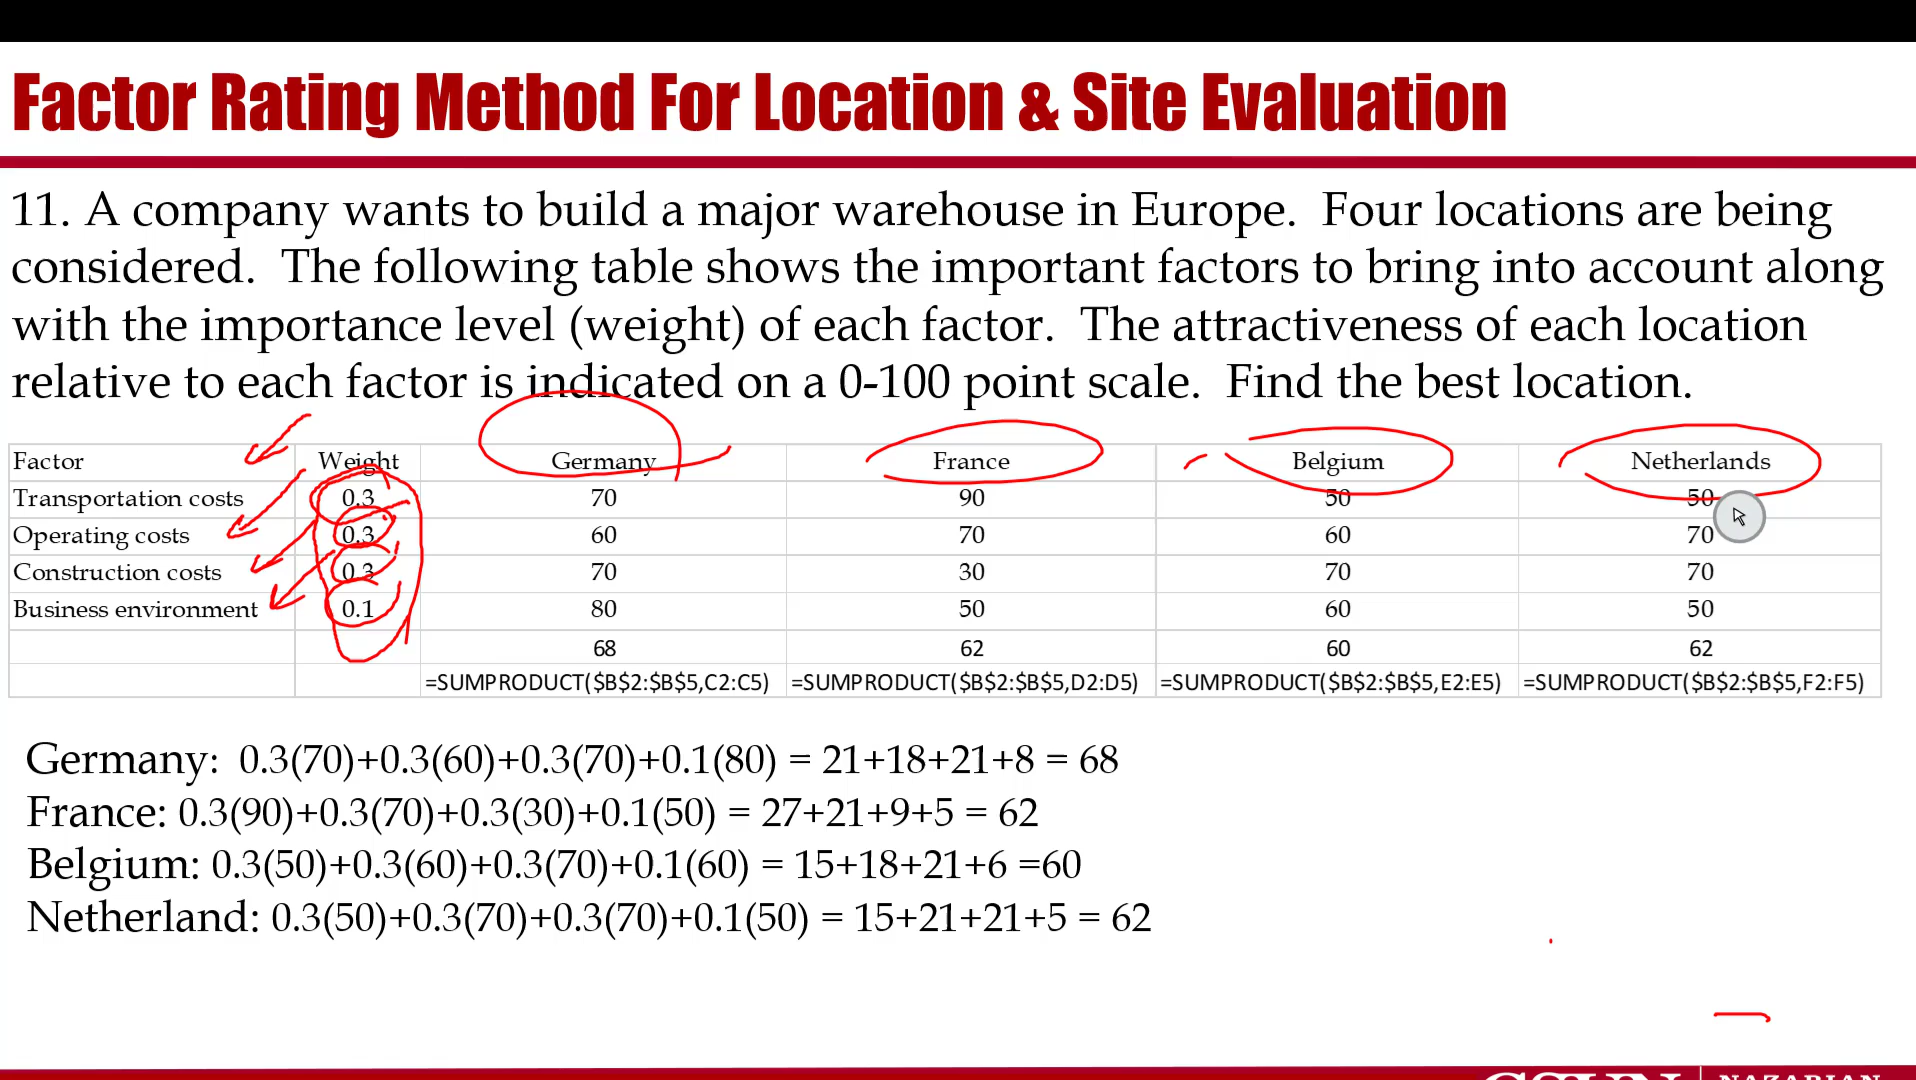 Factor Rating Method For Location & Site Evaluation
11. A company wants to build a major warehouse in Europe. Four locations are being
considered. The following table shows the important factors to bring into account along
with the importance level (weight) of each factor. The attractiveness of each location
relative to each factor is indicated on a 0-100 point scale. Find the best location.
Factor Weight Germany France Belgium Netherlands
Transportation costs 0.3 70 90 50 50
Operating costs 0.3 60 70 60 70
Construction costs 0.3 70 30 70 70
Business environment 0.1 80 50 60 50
68 62 60 62
=SUMPRODUCT($B$2:$B$5,C2:C5) =SUMPRODUCT($B$2:$B$5,D2:D5) =SUMPRODUCT($B$2:$B$5,E2:E5) =SUMPRODUCT($B$2:$B$5,F2:F5)
Germany: 0.3(70)+0.3(60)+0.3(70)+0.1(80) = 21+18+21+8 = 68
France: 0.3(90)+0.3(70)+0.3(30)+0.1(50) = 27+21+9+5 = 62
Belgium: 0.3(50)+0.3(60)+0.3(70)+0.1(60) = 15+18+21+6 =60
Netherland: 0.3(50)+0.3(70)+0.3(70)+0.1(50) = 15+21+21+5 = 62